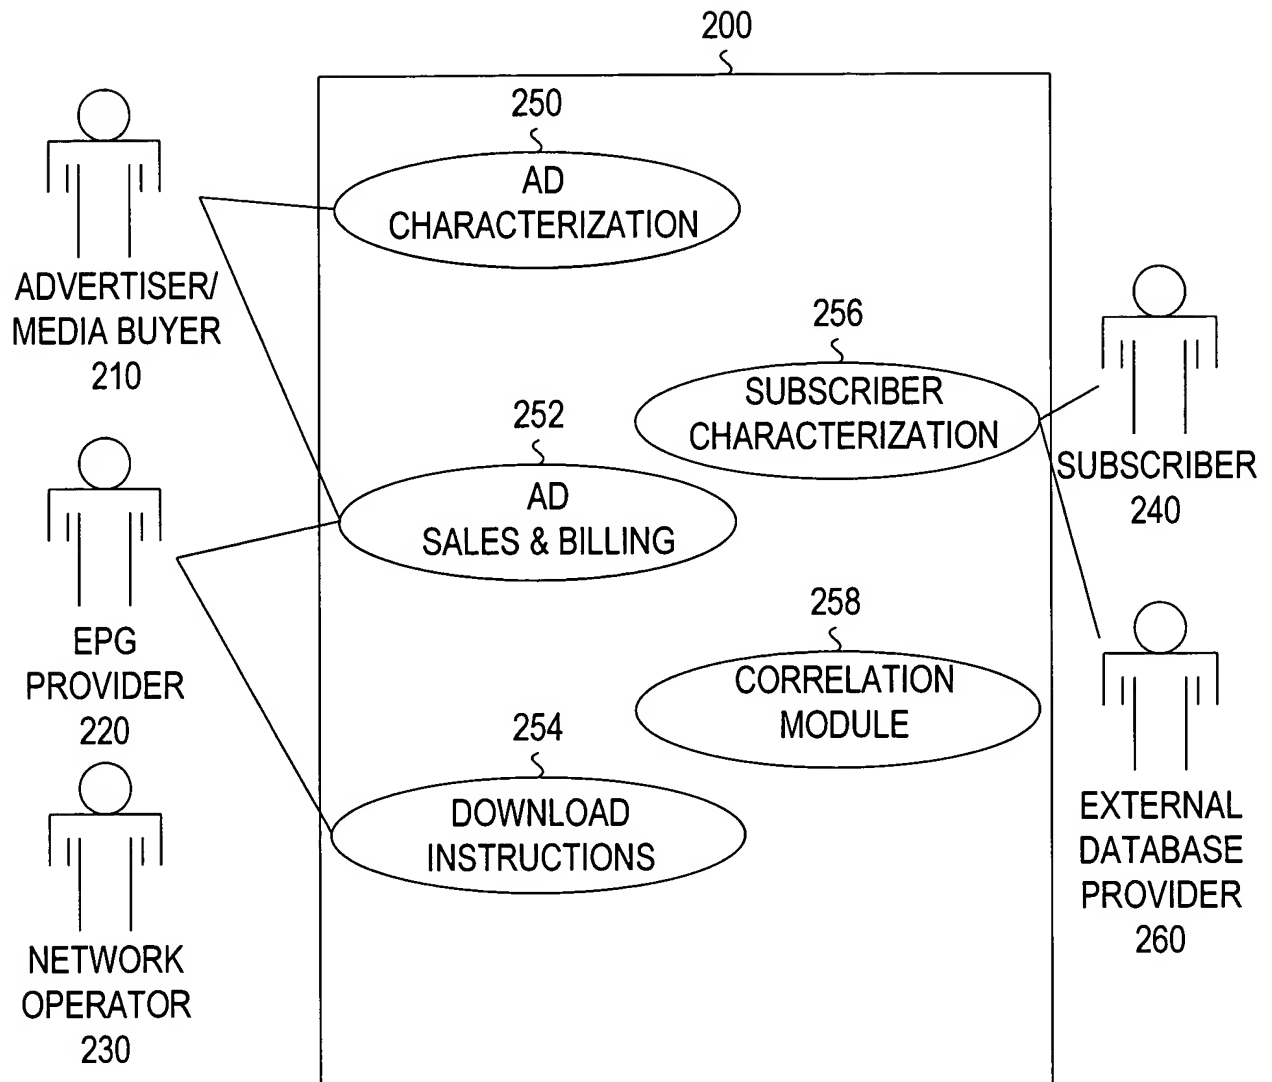 200
250
AD
CHARACTERIZATION
ADVERTISER/
MEDIA BUYER
210
256
SUBSCRIBER
CHARACTERIZATION
SUBSCRIBER
240
252
AD
SALES & BILLING
EPG
PROVIDER
220
258
CORRELATION
MODULE
254
DOWNLOAD
INSTRUCTIONS
EXTERNAL
DATABASE
PROVIDER
260
NETWORK
OPERATOR
230